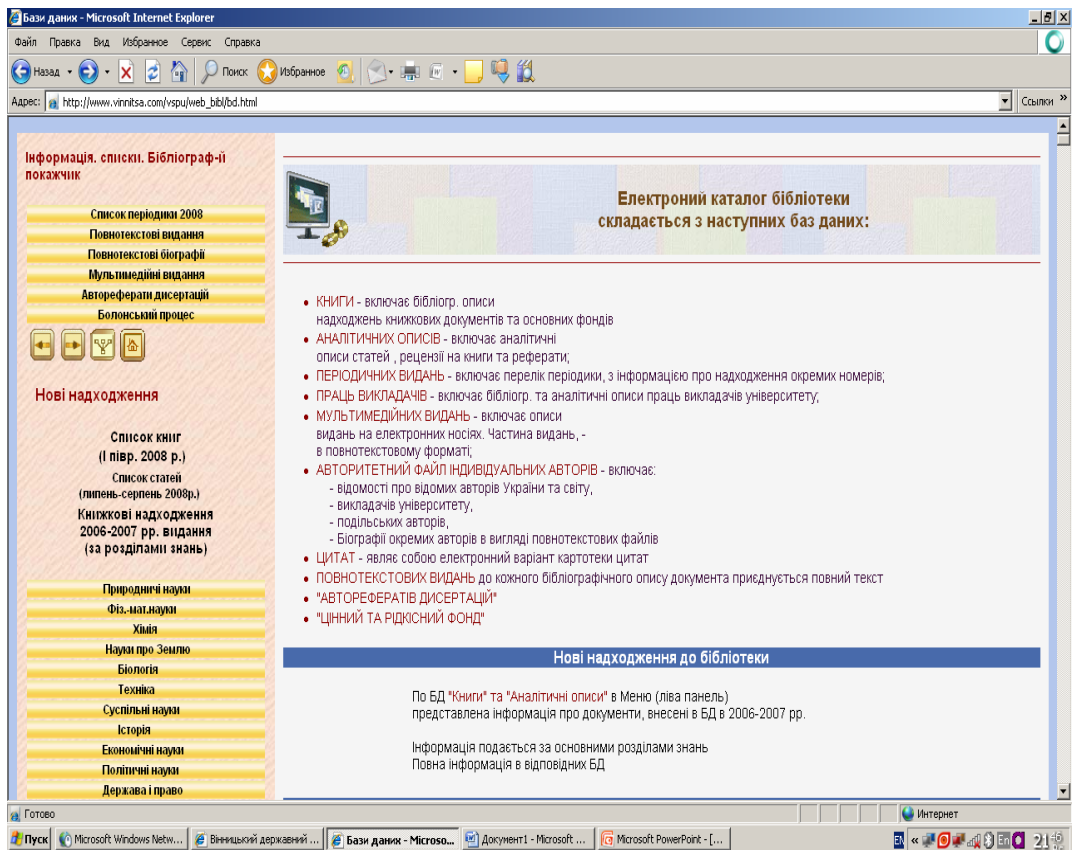 Бази даних - Microsoft Internet Explorer
Файл Правка Вид Избранное Сервис Справка
Назад Поиск Избранное
Адрес: http://www.vinnitsa.com/vspu/web_bibl/bd.html Ссылки »
Інформація. списки. Бібліограф-й
покажчик
Список періодики 2008
Повнотекстові видання
Повнотекстові біографії
Мультимедійні видання
Автореферати дисертацій
Болонський процес
Нові надходження
Список книг
(І півр. 2008 р.)
Список статей
(липень-серпень 2008р.)
Книжкові надходження
2006-2007 рр. видання
(за розділами знань)
Природничі науки
Фіз.-мат.науки
Хімія
Науки про Землю
Біологія
Техніка
Суспільні науки
Історія
Економічні науки
Політичні науки
Держава і право
Електроний каталог бібліотеки
складається з наступних баз даних:
• КНИГИ - включає бібліогр. описи
надходжень книжкових документів та основних фондів
• АНАЛІТИЧНИХ ОПИСІВ - включає аналітичні
описи статей , рецензії на книги та реферати;
• ПЕРІОДИЧНИХ ВИДАНЬ - включає перелік періодики, з інформацією про надходження окремих номерів;
• ПРАЦЬ ВИКЛАДАЧІВ - включає бібліогр. та аналітичні описи праць викладачів університету;
• МУЛЬТИМЕДІЙНИХ ВИДАНЬ - включає описи
видань на електронних носіях. Частина видань, -
в повнотекстовому форматі;
• АВТОРИТЕТНИЙ ФАЙЛ ІНДИВІДУАЛЬНИХ АВТОРІВ - включає:
- відомості про відомих авторів України та світу,
- викладачів університету,
- подільських авторів,
- Біографії окремих авторів в вигляді повнотекстових файлів
• ЦИТАТ - являє собою електронний варіант картотеки цитат
• ПОВНОТЕКСТОВИХ ВИДАНЬ до кожного бібліографічного опису документа приєднується повний текст
• "АВТОРЕФЕРАТІВ ДИСЕРТАЦІЙ"
• "ЦІННИЙ ТА РІДКІСНИЙ ФОНД"
Нові надходження до бібліотеки
По БД "Книги" та "Аналітичні описи" в Меню (ліва панель)
представлена інформація про документи, внесені в БД в 2006-2007 рр.
Інформація подається за основними розділами знань
Повна інформація в відповідних БД
Готово Интернет
Пуск Microsoft Windows Netw... Вінницький державний ... Бази даних - Microso... Документ1 - Microsoft ... Microsoft PowerPoint - [... EN «